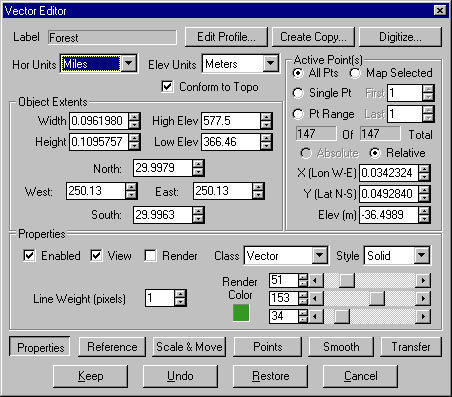 Vector Editor
Label Forest Edit Profile... Create Copy... Digitize...
Hor Units Miles Elev Units Meters
Conform to Topo
Active Point(s)
All Pts Map Selected
Single Pt First 1
Pt Range Last 1
147 Of 147 Total
Absolute Relative
X (Lon W-E) 0.0342324
Y (Lat N-S) 0.0492840
Elev (m) -36.4989
Object Extents
Width 0.0961980 High Elev 577.5
Height 0.1095757 Low Elev 366.46
North: 29.9979
West: 250.13 East: 250.13
South: 29.9963
Properties
Enabled View Render Class Vector Style Solid
Line Weight (pixels) 1
Render Color
51
153
34
Properties Reference Scale & Move Points Smooth Transfer
Keep Undo Restore Cancel